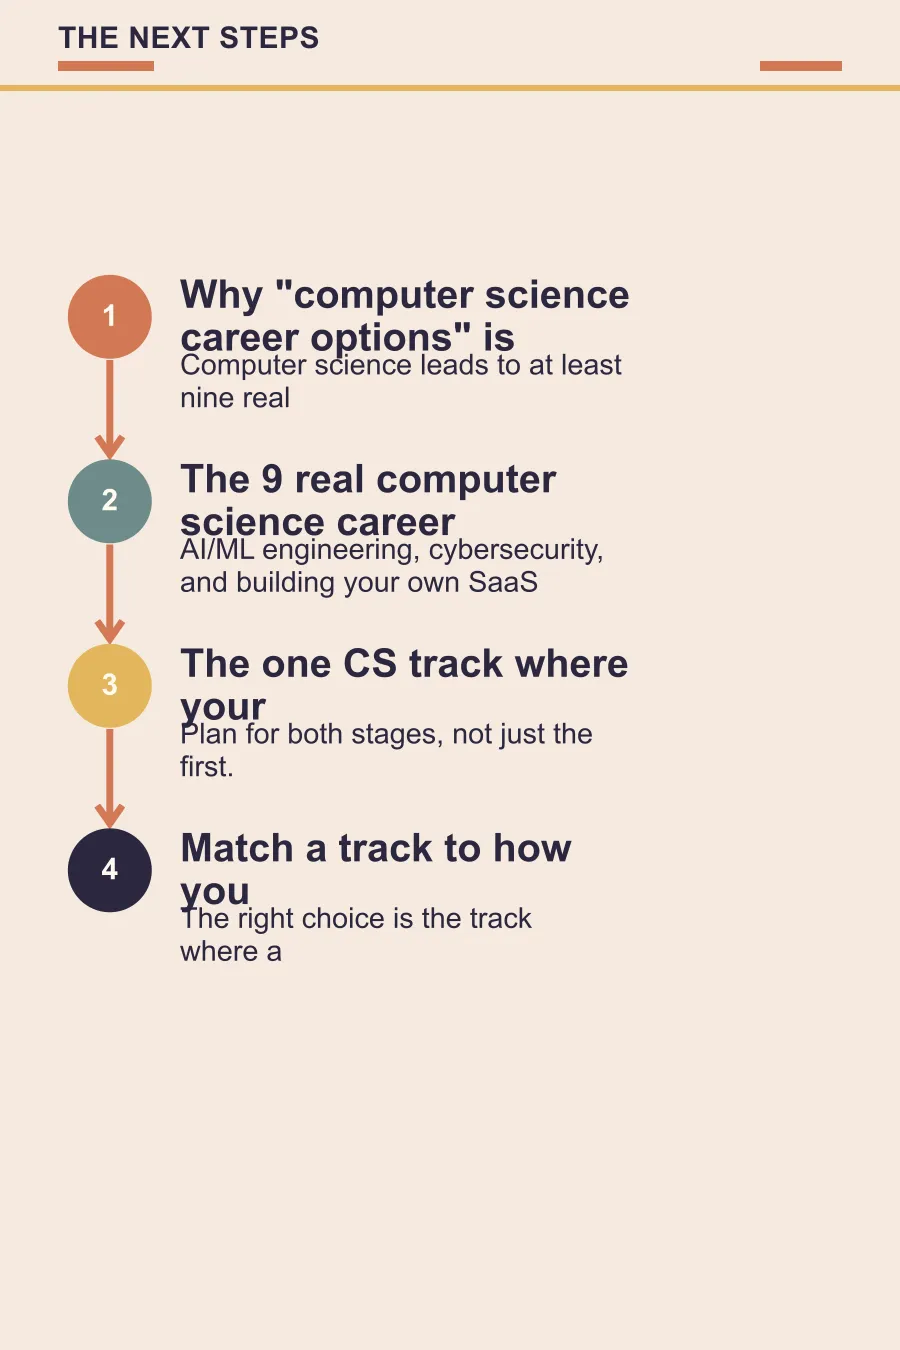 THE NEXT STEPS
1
Why "computer science
career options" is
Computer science leads to at least
nine real
2
The 9 real computer
science career
AI/ML engineering, cybersecurity,
and building your own SaaS
3
The one CS track where
your
Plan for both stages, not just the
first.
4
Match a track to how
you
The right choice is the track
where a